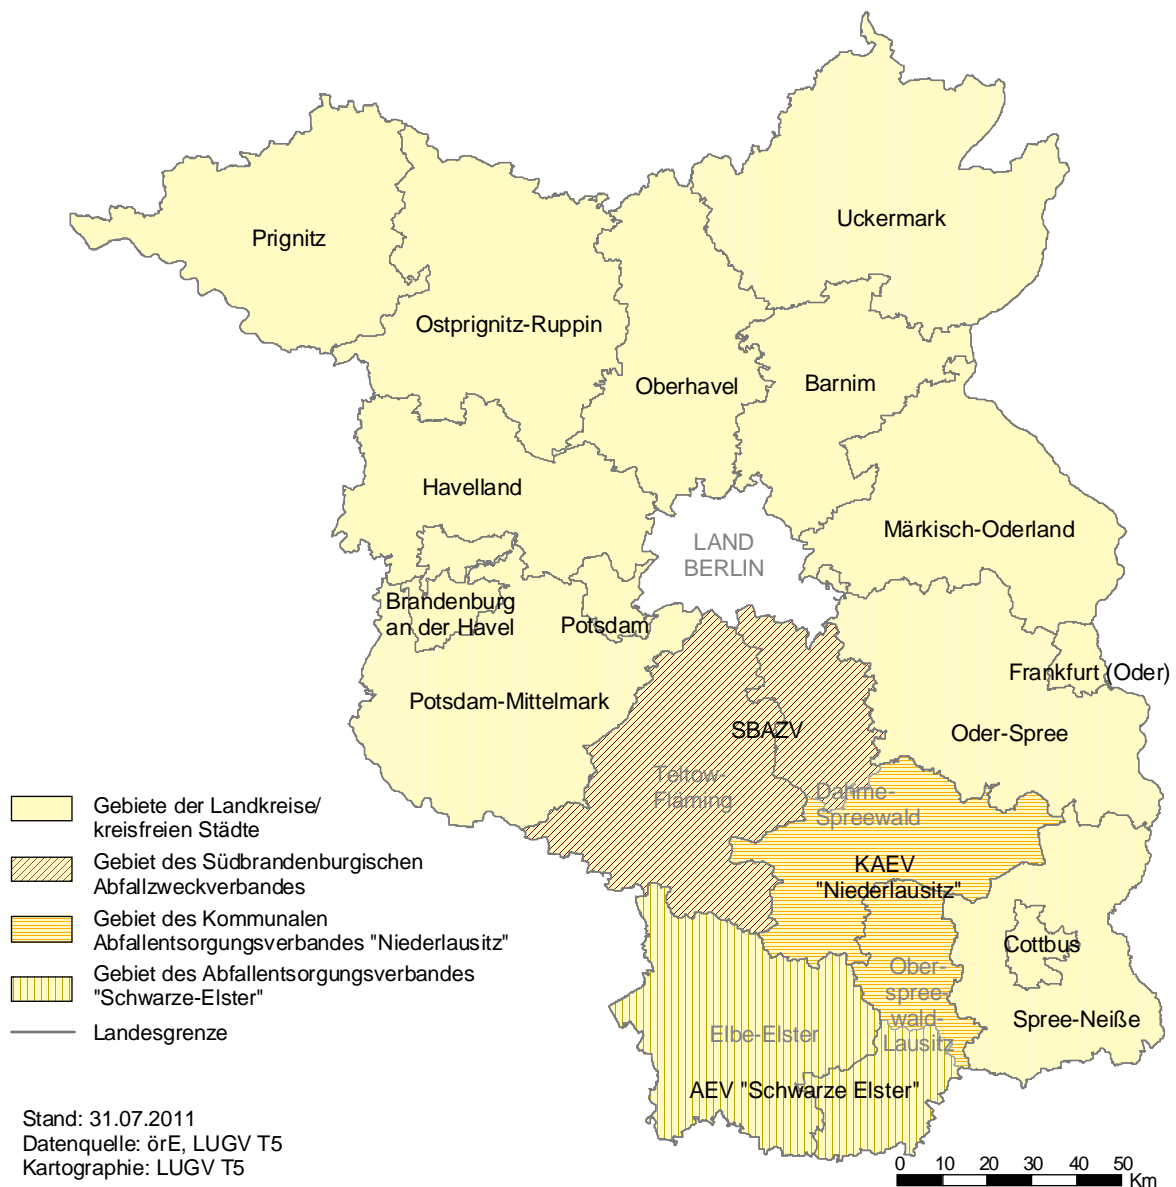 Uckermark
Prignitz
Ostprignitz-Ruppin
Oberhavel
Barnim
Havelland
Märkisch-Oderland
LAND
BERLIN
Brandenburg
an der Havel
Potsdam
Frankfurt (Oder)
Potsdam-Mittelmark
SBAZV
Oder-Spree
Teltow-
Fläming
Dahme-
Spreewald
KAEV
"Niederlausitz"
Cottbus
Ober-
spree-
wald-
Lausitz
Spree-Neiße
Elbe-Elster
AEV "Schwarze Elster"
Gebiete der Landkreise/
kreisfreien Städte
Gebiet des Südbrandenburgischen
Abfallzweckverbandes
Gebiet des Kommunalen
Abfallentsorgungsverbandes "Niederlausitz"
Gebiet des Abfallentsorgungsverbandes
"Schwarze-Elster"
Landesgrenze
Stand: 31.07.2011
Datenquelle: örE, LUGV T5
Kartographie: LUGV T5
0 10 20 30 40 50
Km